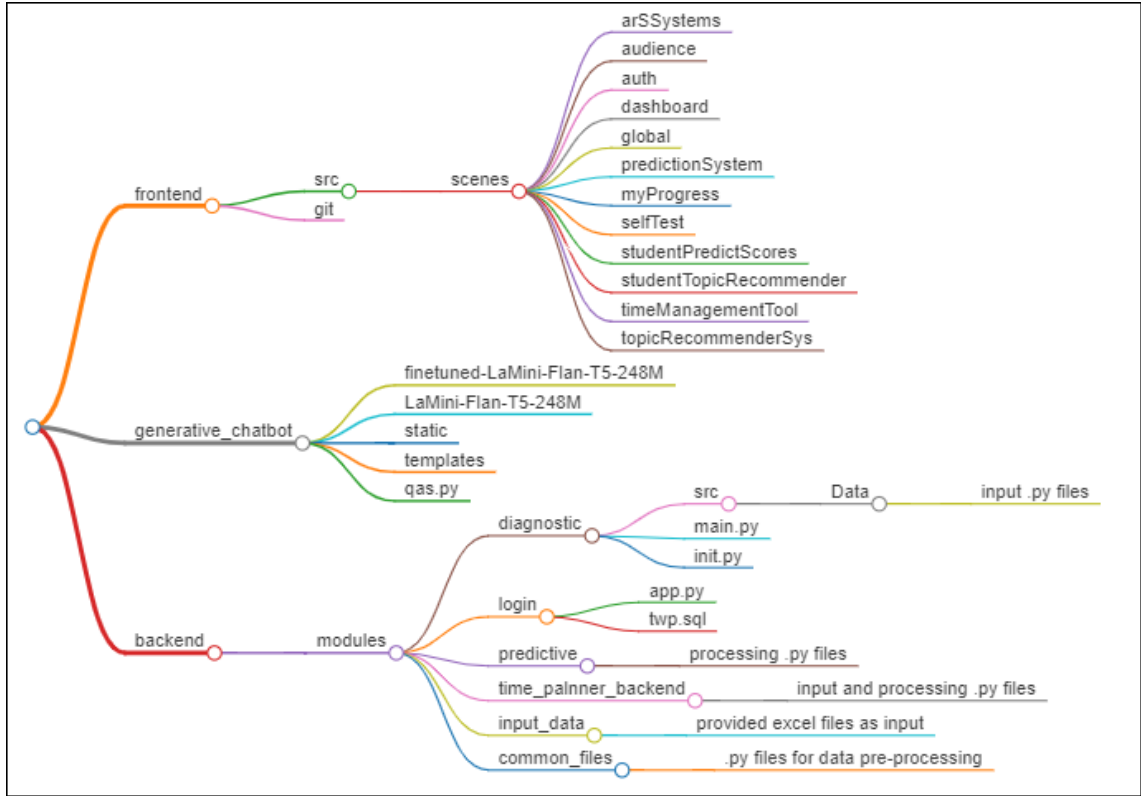 arSSystems
audience
auth
dashboard
global
predictionSystem
myProgress
selfTest
studentPredictScores
studentTopicRecommender
timeManagementTool
topicRecommenderSys
frontend
src
scenes
git
finetuned-LaMini-Flan-T5-248M
LaMini-Flan-T5-248M
generative_chatbot
static
templates
qas.py
diagnostic
src
Data
input .py files
main.py
init.py
login
app.py
twp.sql
backend
modules
predictive
processing .py files
time_palnner_backend
input and processing .py files
input_data
provided excel files as input
common_files
.py files for data pre-processing